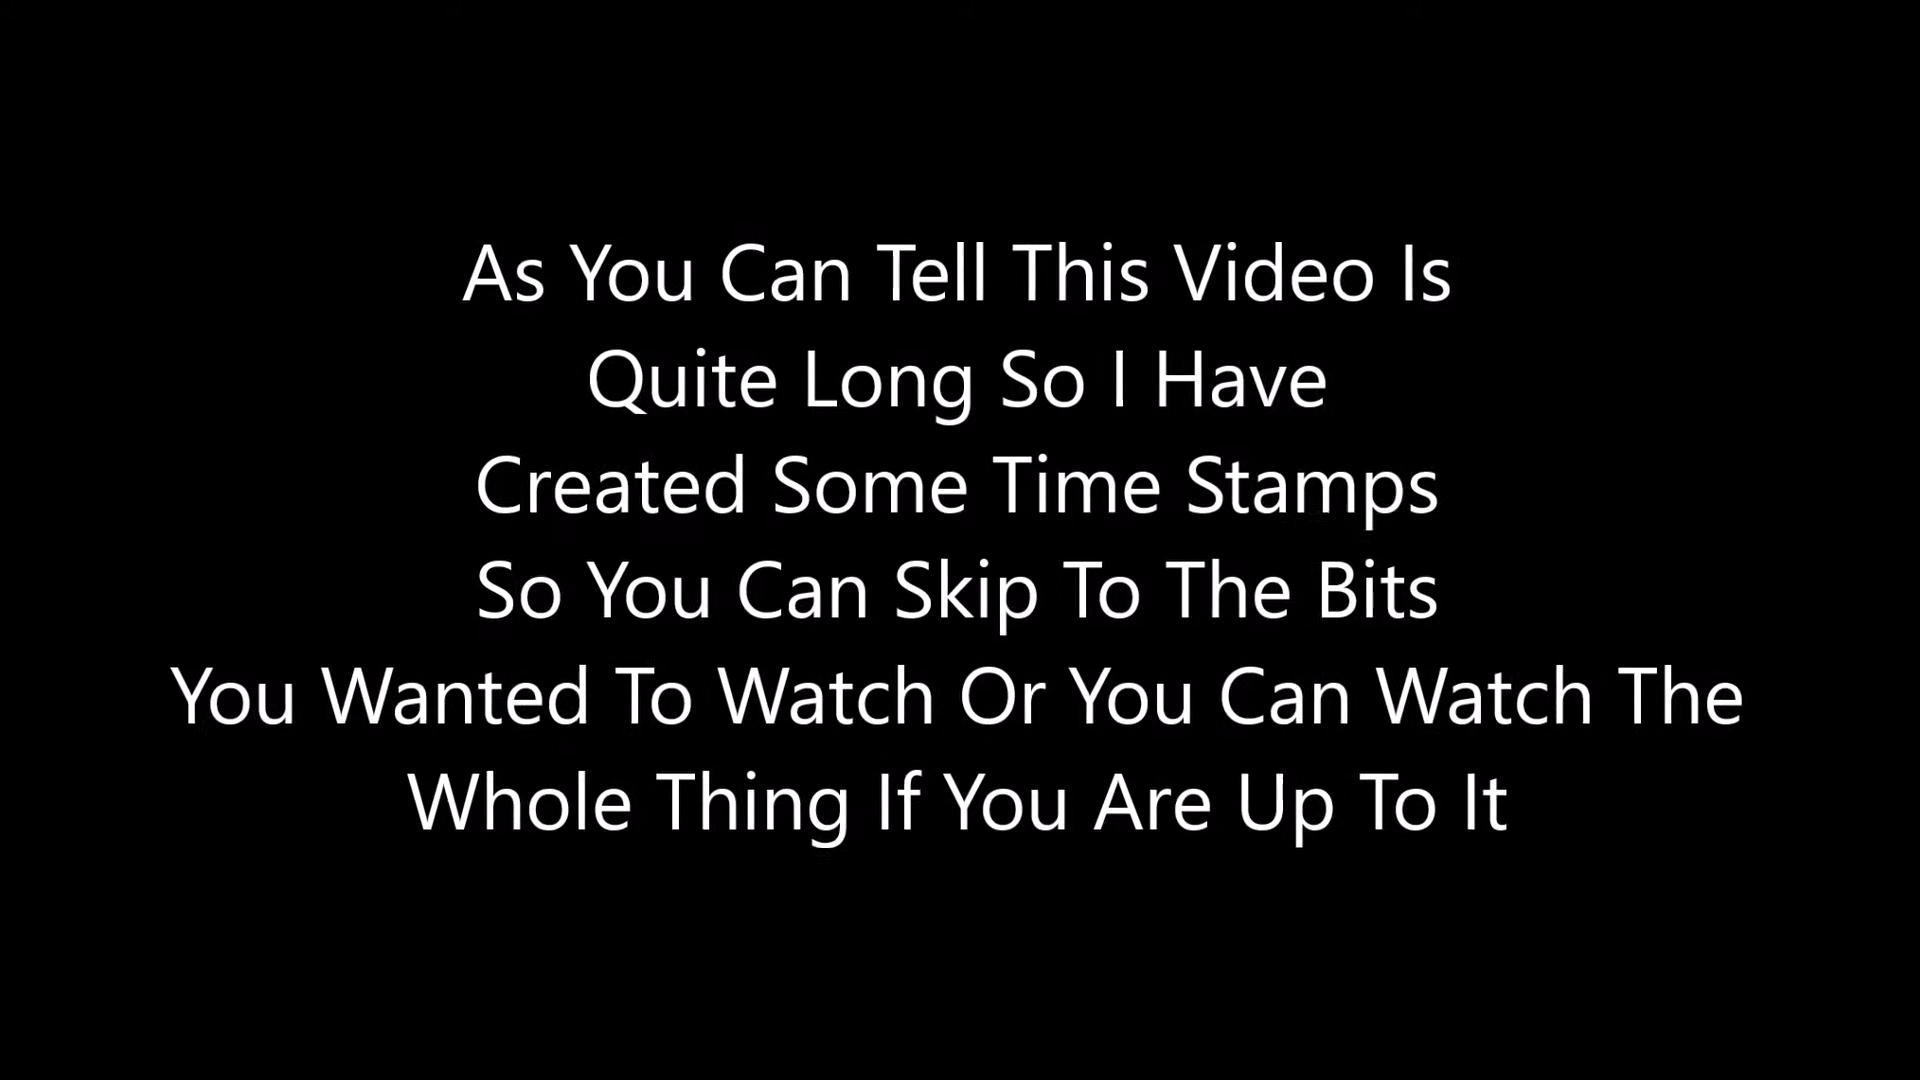 As You Can Tell This Video Is
Quite Long So I Have
Created Some Time Stamps
So You Can Skip To The Bits
You Wanted To Watch Or You Can Watch The
Whole Thing If You Are Up To It